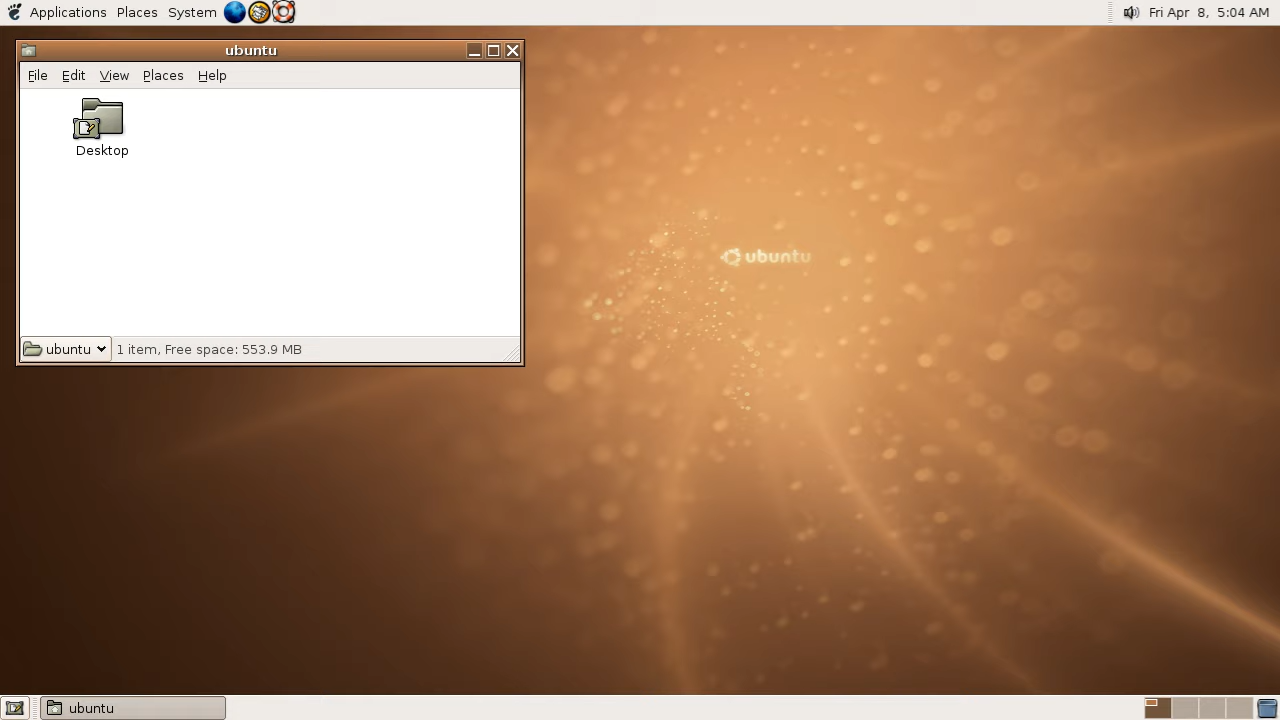 Applications Places System
Fri Apr 8, 5:04 AM
ubuntu
File Edit View Places Help
Desktop
ubuntu
1 item, Free space: 553.9 MB
ubuntu
ubuntu